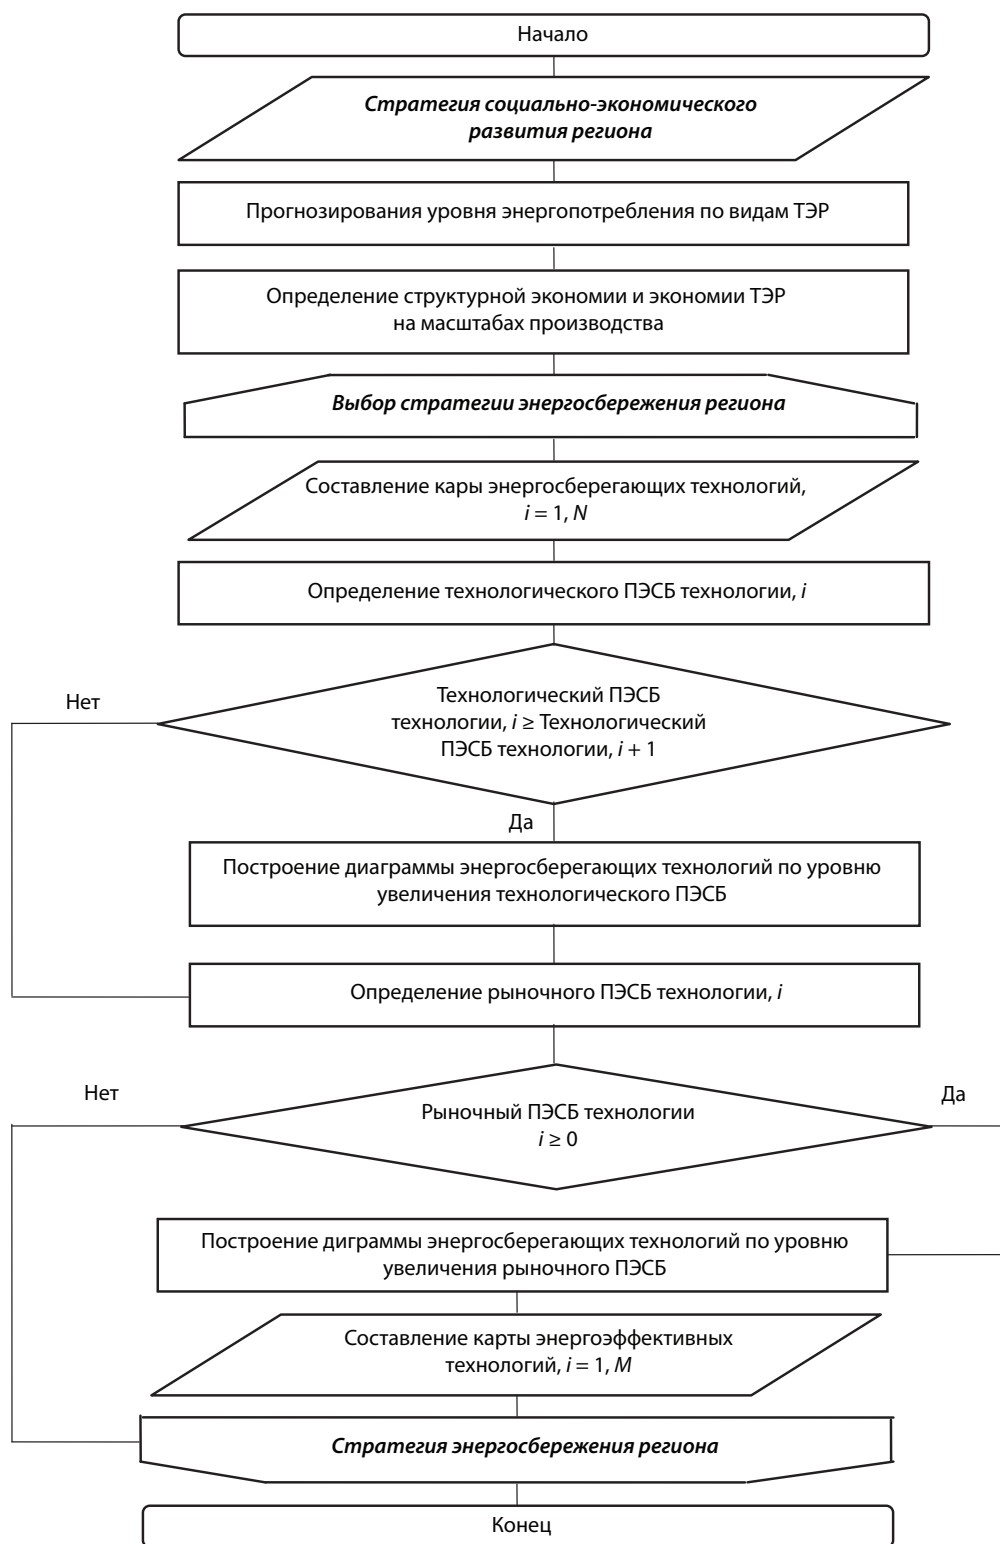 Начало
Стратегия социально-экономического
развития региона
Прогнозирования уровня энергопотребления по видам ТЭР
Определение структурной экономии и экономии ТЭР
на масштабах производства
Выбор стратегии энергосбережения региона
Составление кары энергосберегающих технологий,
i = 1, N
Определение технологического ПЭСБ технологии, i
Нет
Технологический ПЭСБ
технологии, i ≥ Технологический
ПЭСБ технологии, i + 1
Да
Построение диаграммы энергосберегающих технологий по уровню
увеличения технологического ПЭСБ
Определение рыночного ПЭСБ технологии, i
Нет
Да
Рыночный ПЭСБ технологии
i ≥ 0
Построение диграммы энергосберегающих технологий по уровню
увеличения рыночного ПЭСБ
Составление карты энергоэффективных
технологий, i = 1, M
Стратегия энергосбережения региона
Конец